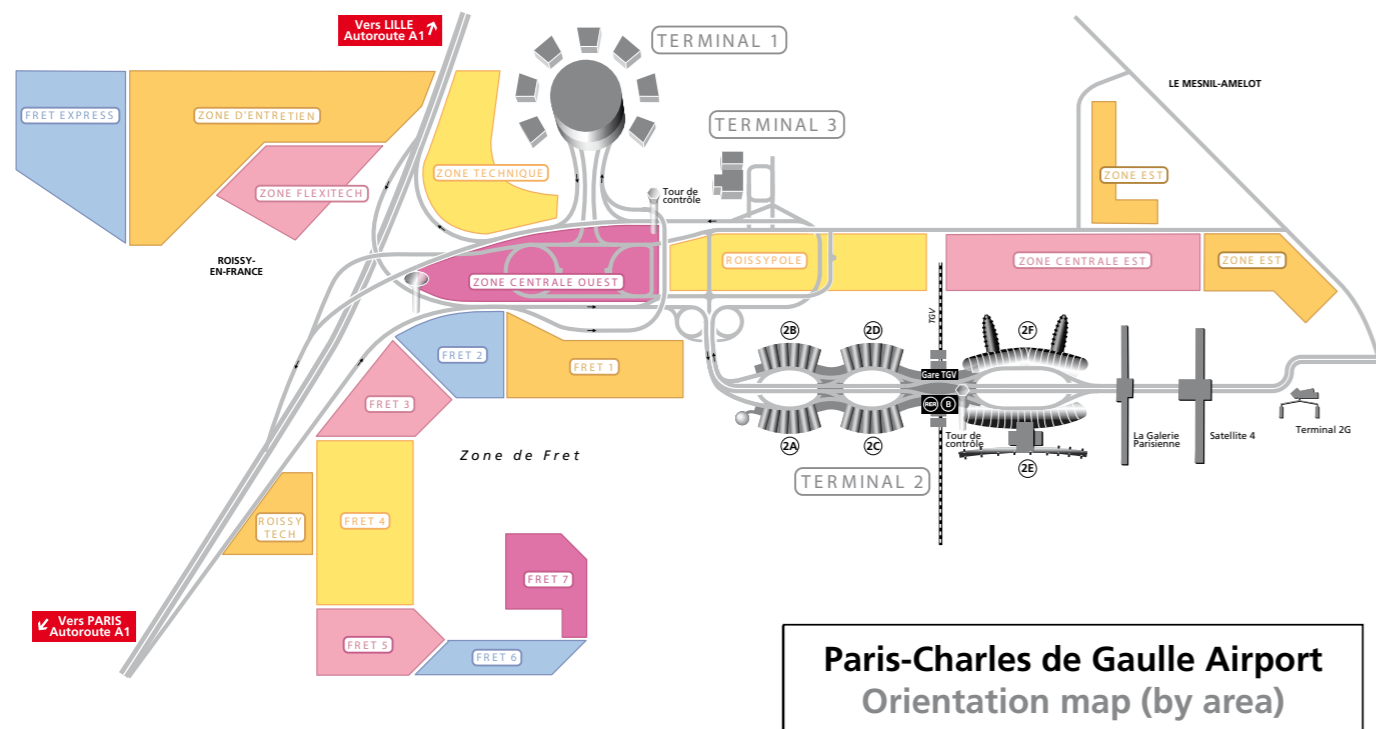 Vers LILLE
Autoroute A1
TERMINAL 1
LE MESNIL-AMELOT
FRET EXPRESS
ZONE D'ENTRETIEN
TERMINAL 3
ZONE TECHNIQUE
ZONE EST
ZONE FLEXITECH
Tour de
contrôle
ROISSY-
EN-FRANCE
ROISSYPOLE
ZONE CENTRALE EST
ZONE EST
ZONE CENTRALE OUEST
TGV
2B
2D
2F
FRET 2
FRET 1
Gare TGV
FRET 3
RER
B
Terminal 2G
Tour de
contrôle
La Galerie
Parisienne
Satellite 4
2A
2C
2E
Zone de Fret
TERMINAL 2
ROISSY
TECH
FRET 4
FRET 7
Vers PARIS
Autoroute A1
FRET 5
FRET 6
Paris-Charles de Gaulle Airport
Orientation map (by area)